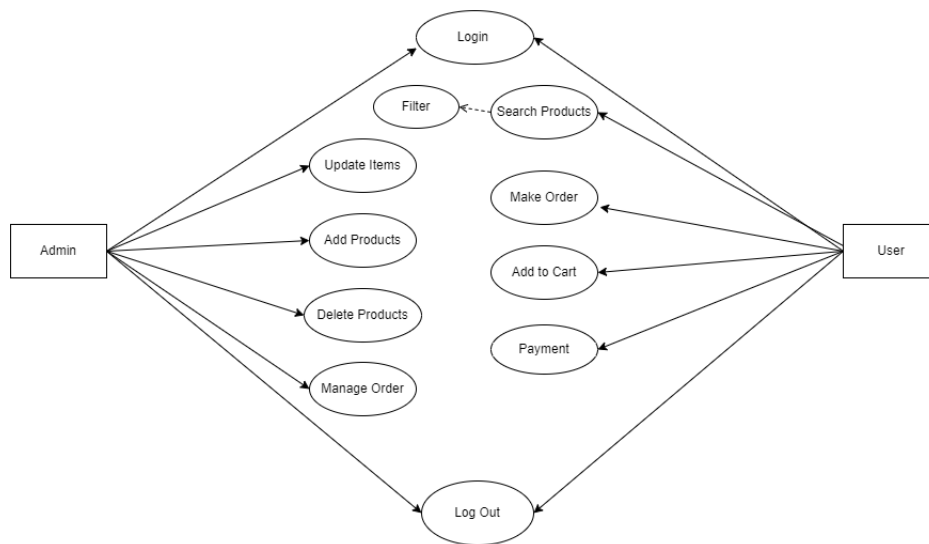 Login
Filter
Search Products
Update Items
Make Order
Admin
Add Products
User
Add to Cart
Delete Products
Payment
Manage Order
Log Out